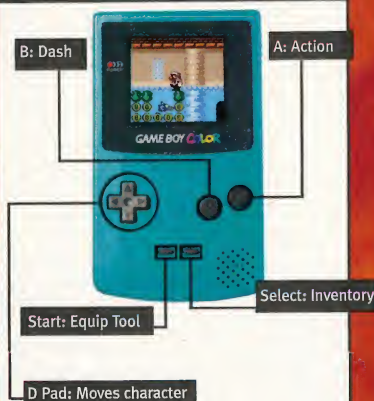 B: Dash
A: Action
GAME BOY COLOR
Start: Equip Tool
Select: Inventory
D Pad: Moves character